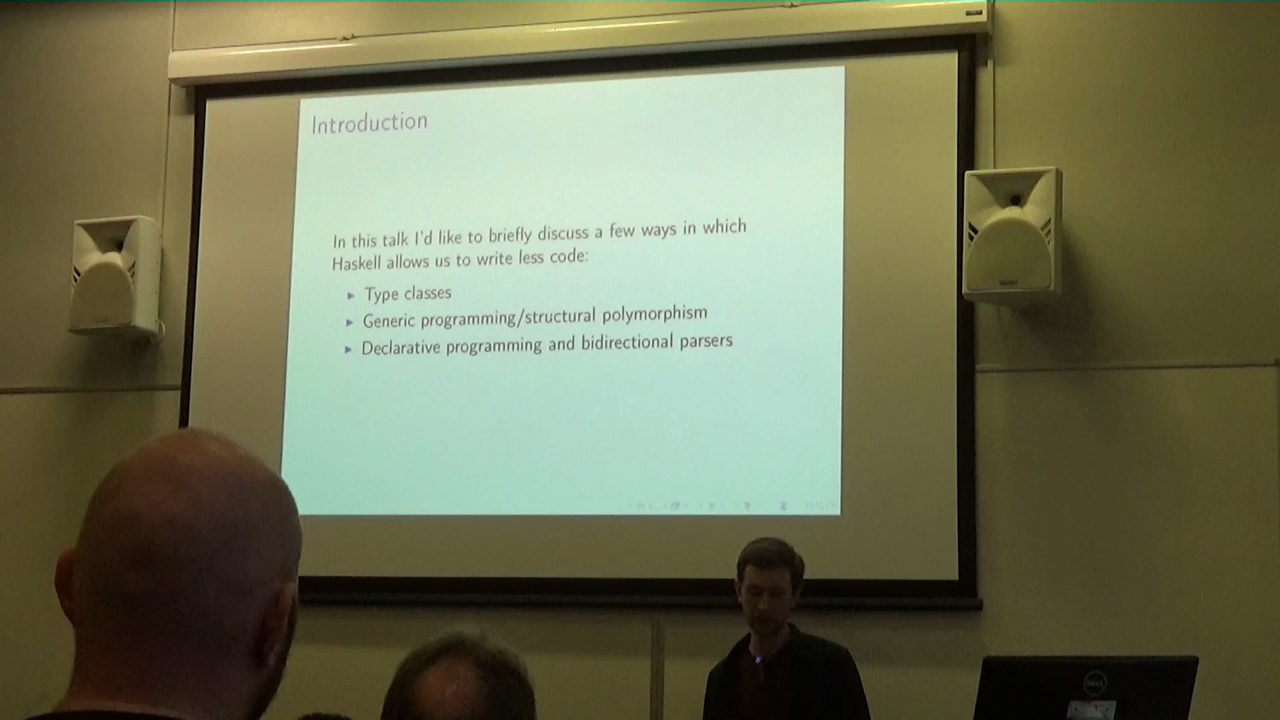 Introduction
In this talk I'd like to briefly discuss a few ways in which
Haskell allows us to write less code:
▸ Type classes
▸ Generic programming/structural polymorphism
▸ Declarative programming and bidirectional parsers
DELL